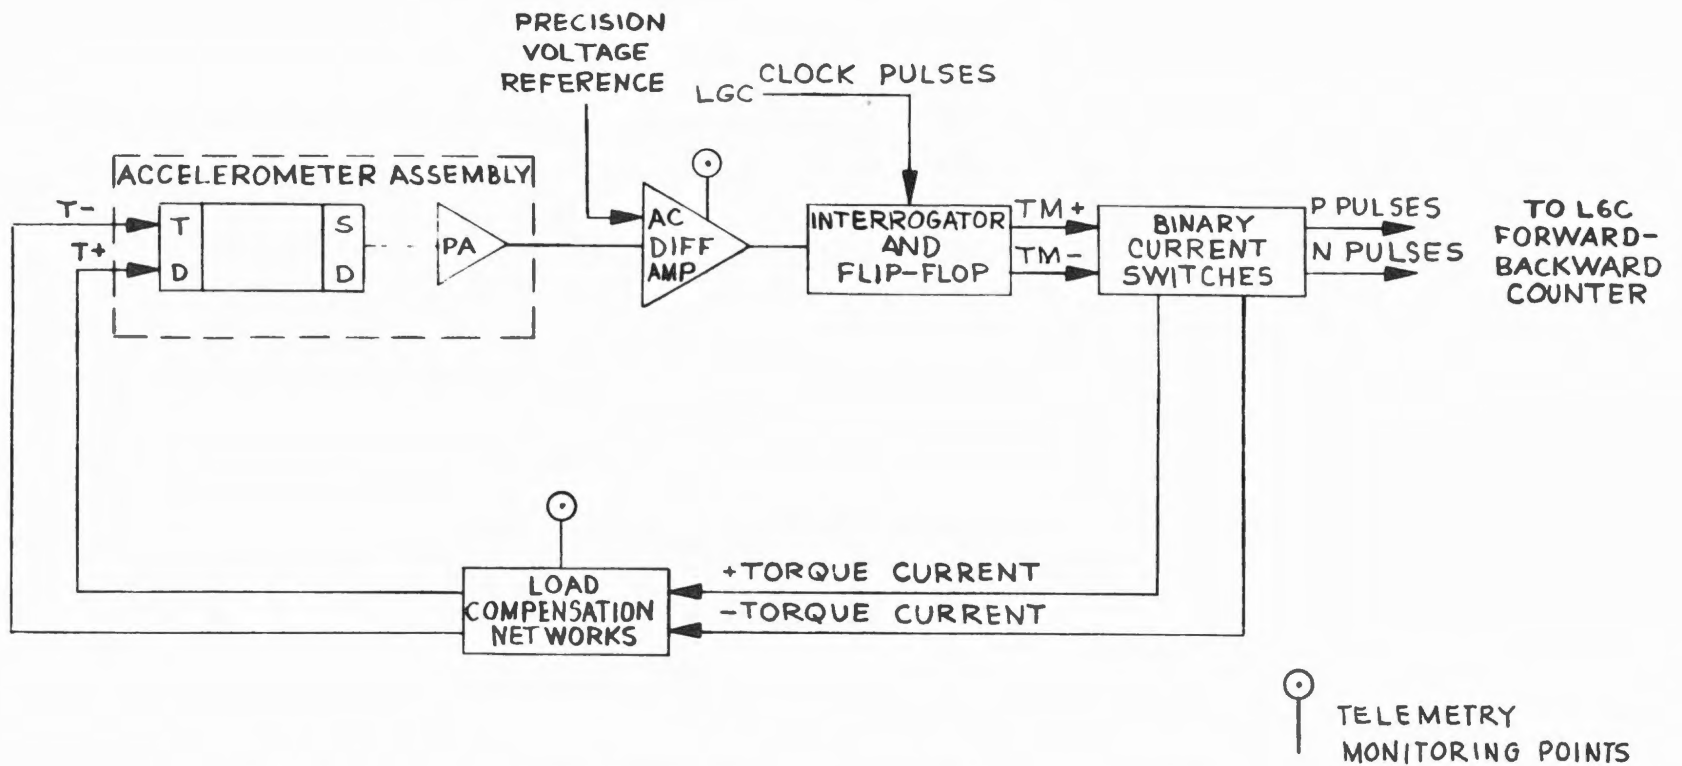 PRECISION
VOLTAGE
REFERENCE
LGC
CLOCK PULSES
ACCELEROMETER ASSEMBLY
T-
T+
T
D
S
D
PA
AC
DIFF
AMP
INTERROGATOR
AND
FLIP-FLOP
TM+
TM-
BINARY
CURRENT
SWITCHES
P PULSES
N PULSES
TO LGC
FORWARD-
BACKWARD
COUNTER
LOAD
COMPENSATION
NETWORKS
+TORQUE CURRENT
-TORQUE CURRENT
TELEMETRY
MONITORING POINTS